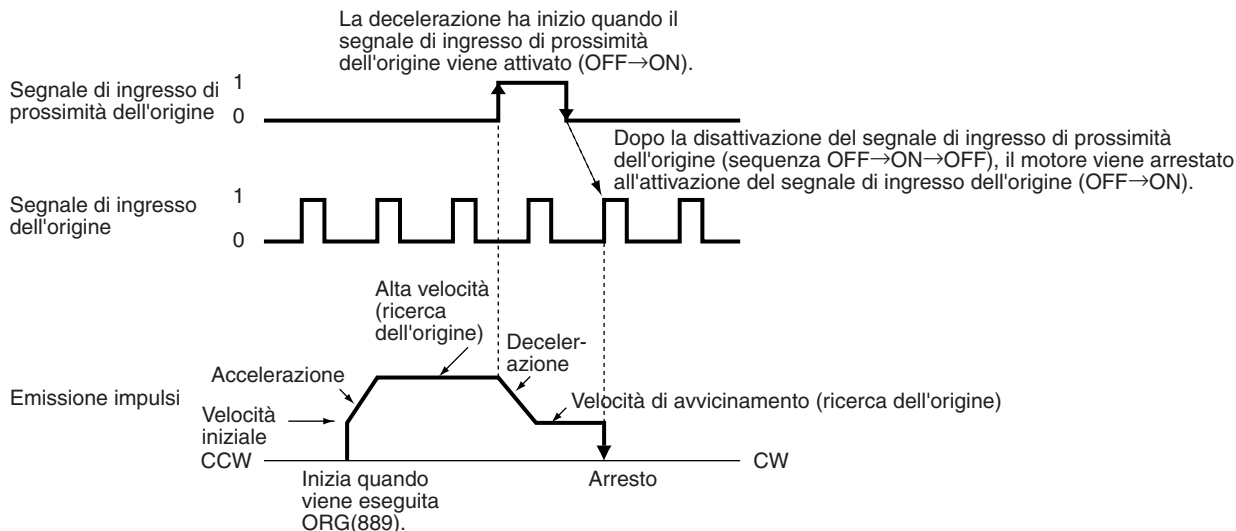 La decelerazione ha inizio quando il
segnale di ingresso di prossimità
dell'origine viene attivato (OFF→ON).
Segnale di ingresso di
prossimità dell'origine
1
0
Dopo la disattivazione del segnale di ingresso di prossimità
dell'origine (sequenza OFF→ON→OFF), il motore viene arrestato
all'attivazione del segnale di ingresso dell'origine (OFF→ON).
Segnale di ingresso
dell'origine
1
0
Alta velocità
(ricerca
dell'origine)
Deceler-
azione
Accelerazione
Emissione impulsi
Velocità
iniziale
Velocità di avvicinamento (ricerca dell'origine)
CCW
CW
Inizia quando
viene eseguita
ORG(889).
Arresto